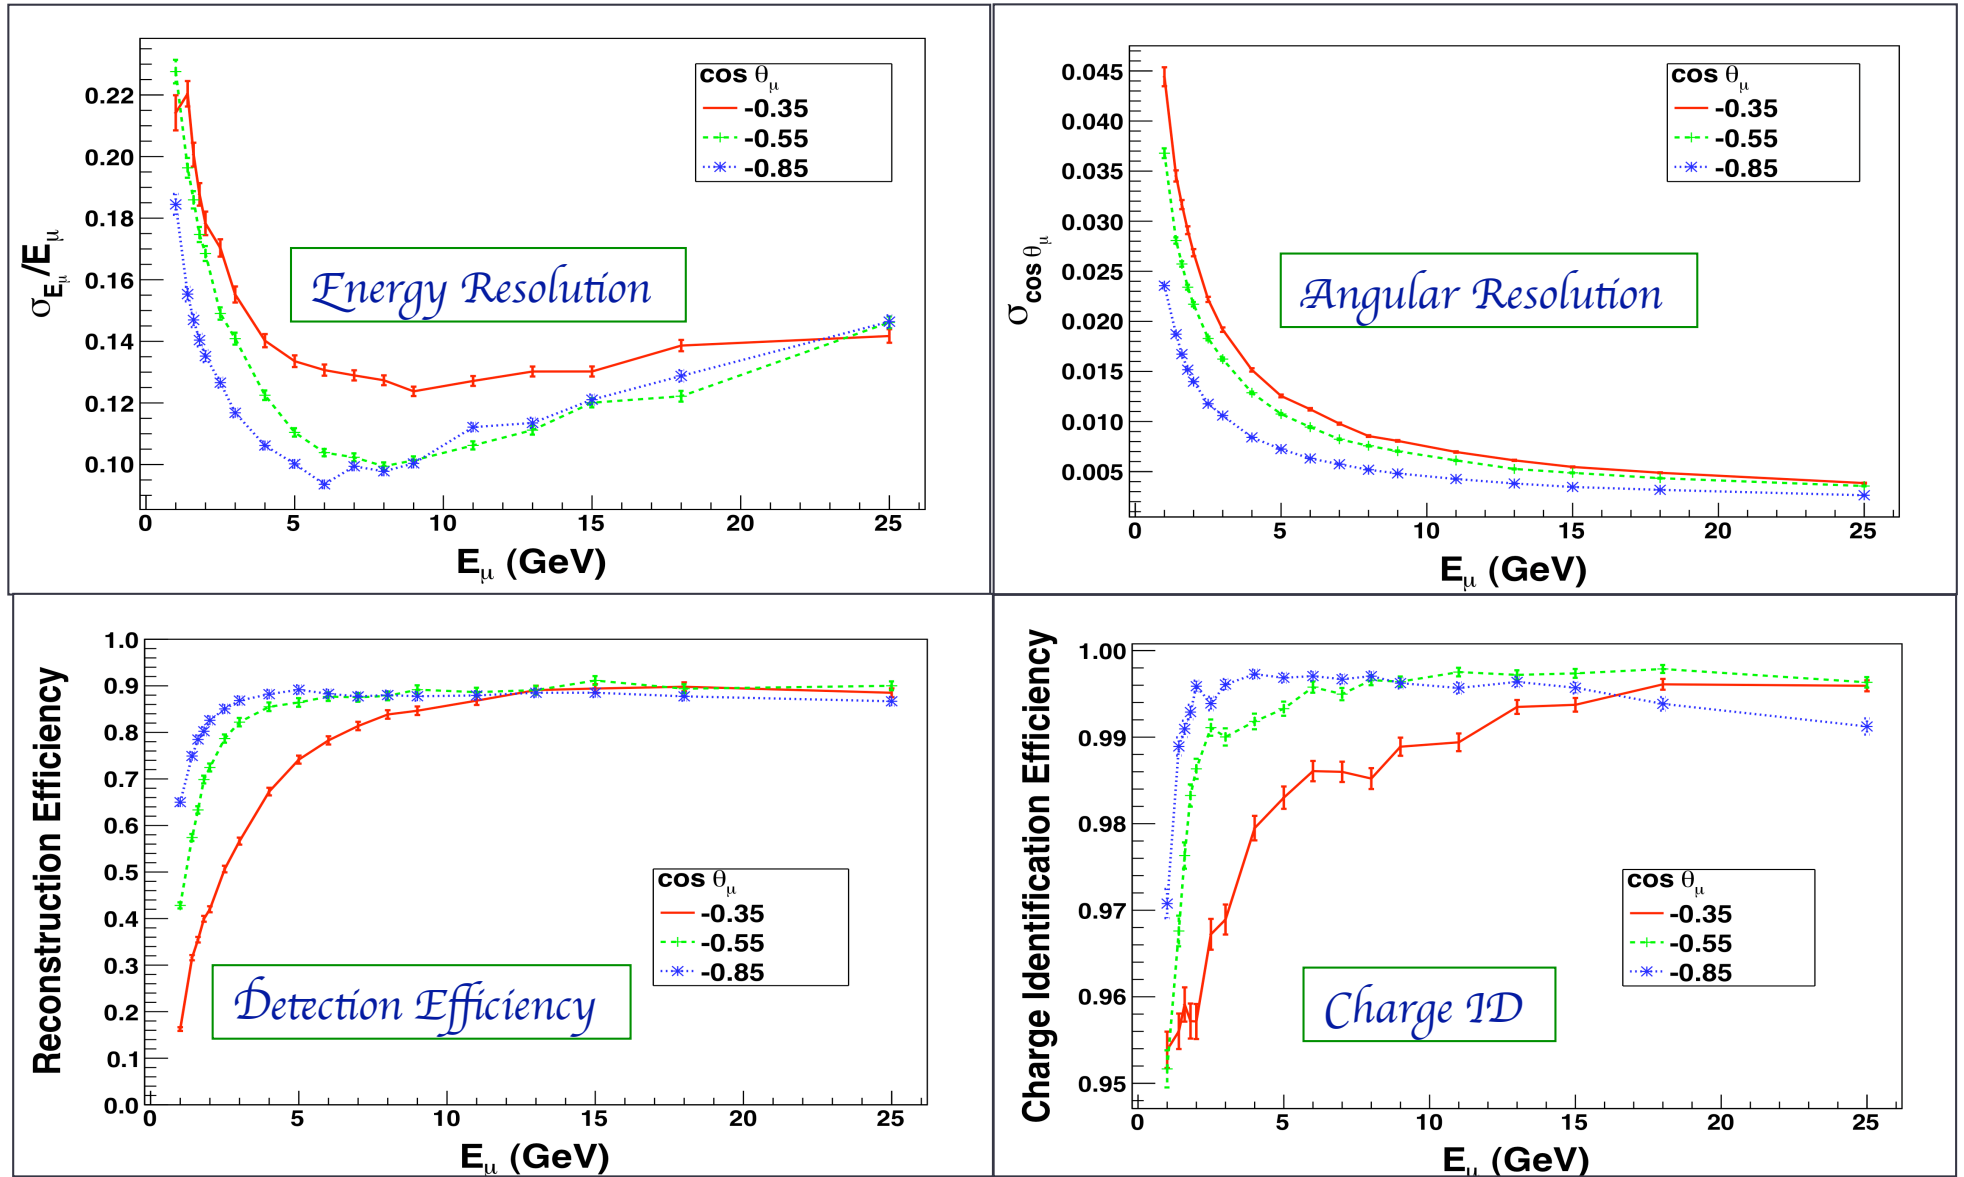 0.22
0.20
0.18
0.16
0.14
0.12
0.10
σEμ/Eμ
cos θμ
-0.35
-0.55
-0.85
Energy Resolution
0 5 10 15 20 25
Eμ (GeV)
0.045
0.040
0.035
0.030
0.025
0.020
0.015
0.010
0.005
σcos θμ
cos θμ
-0.35
-0.55
-0.85
Angular Resolution
0 5 10 15 20 25
Eμ (GeV)
1.0
0.9
0.8
0.7
0.6
0.5
0.4
0.3
0.2
0.1
0.0
Reconstruction Efficiency
cos θμ
-0.35
-0.55
-0.85
Detection Efficiency
0 5 10 15 20 25
Eμ (GeV)
1.00
0.99
0.98
0.97
0.96
0.95
Charge Identification Efficiency
cos θμ
-0.35
-0.55
-0.85
Charge ID
0 5 10 15 20 25
Eμ (GeV)